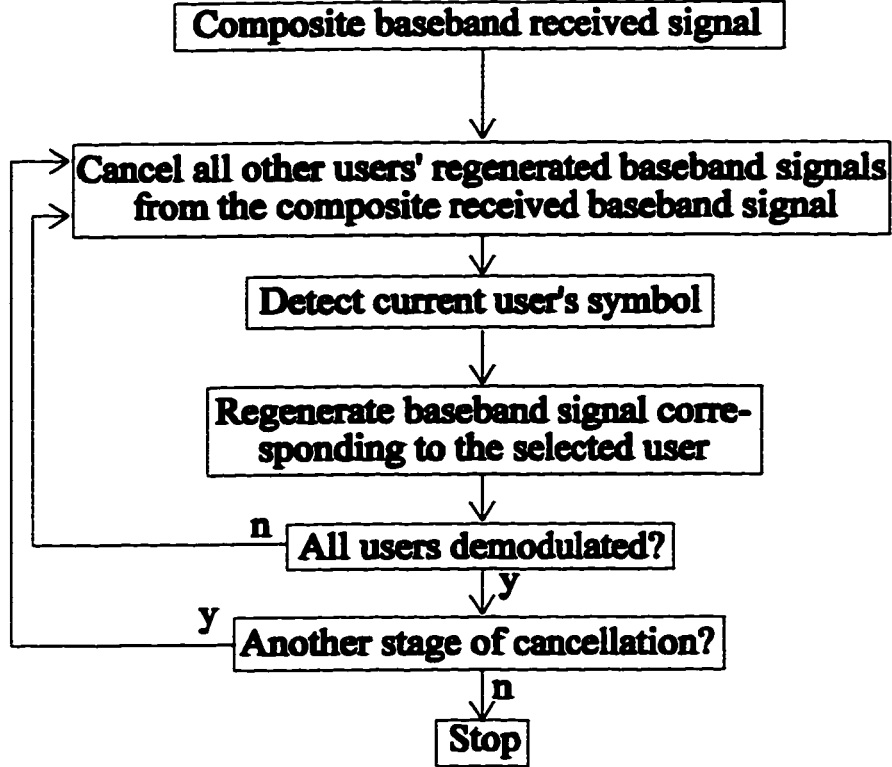 Composite baseband received signal
Cancel all other users' regenerated baseband signals
from the composite received baseband signal
Detect current user's symbol
Regenerate baseband signal corre-
sponding to the selected user
n
All users demodulated?
y
y
Another stage of cancellation?
n
Stop